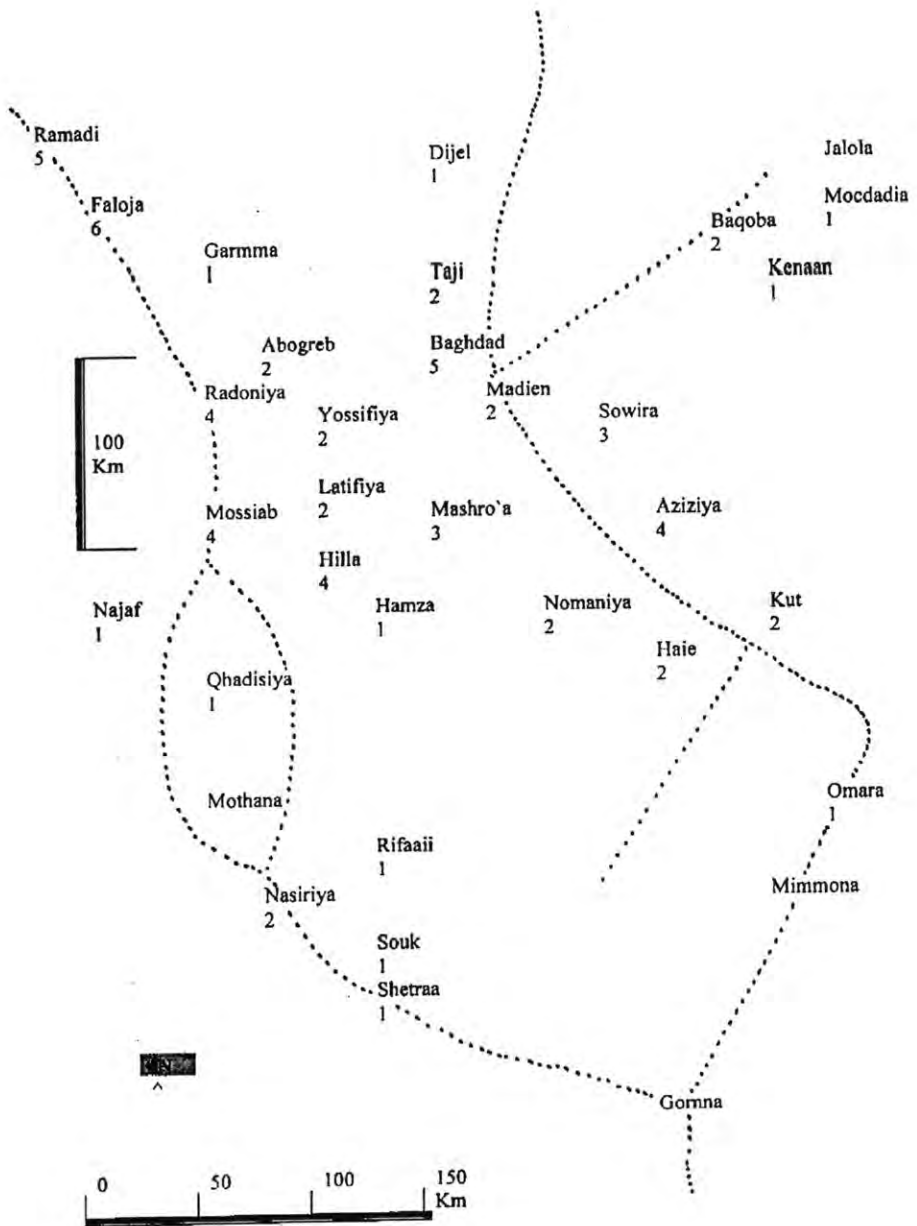 Ramadi
5
Dijel
1
Jalola
Faloja
6
Mocdadia
1
Baqoba
2
Garmma
1
Taji
2
Kenaan
1
Abogreb
2
Baghdad
5
Radoniya
4
Madien
2
Yossifiya
2
Sowira
3
100
Km
Latifiya
2
Mossiab
4
Mashro`a
3
Aziziya
4
Hilla
4
Najaf
1
Hamza
1
Nomaniya
2
Kut
2
Haie
2
Qhadisiya
1
Mothana
Omara
1
Rifaaii
1
Nasiriya
2
Mimmona
Souk
1
Shetraa
1
N
^
Gomna
0 50 100 150
Km